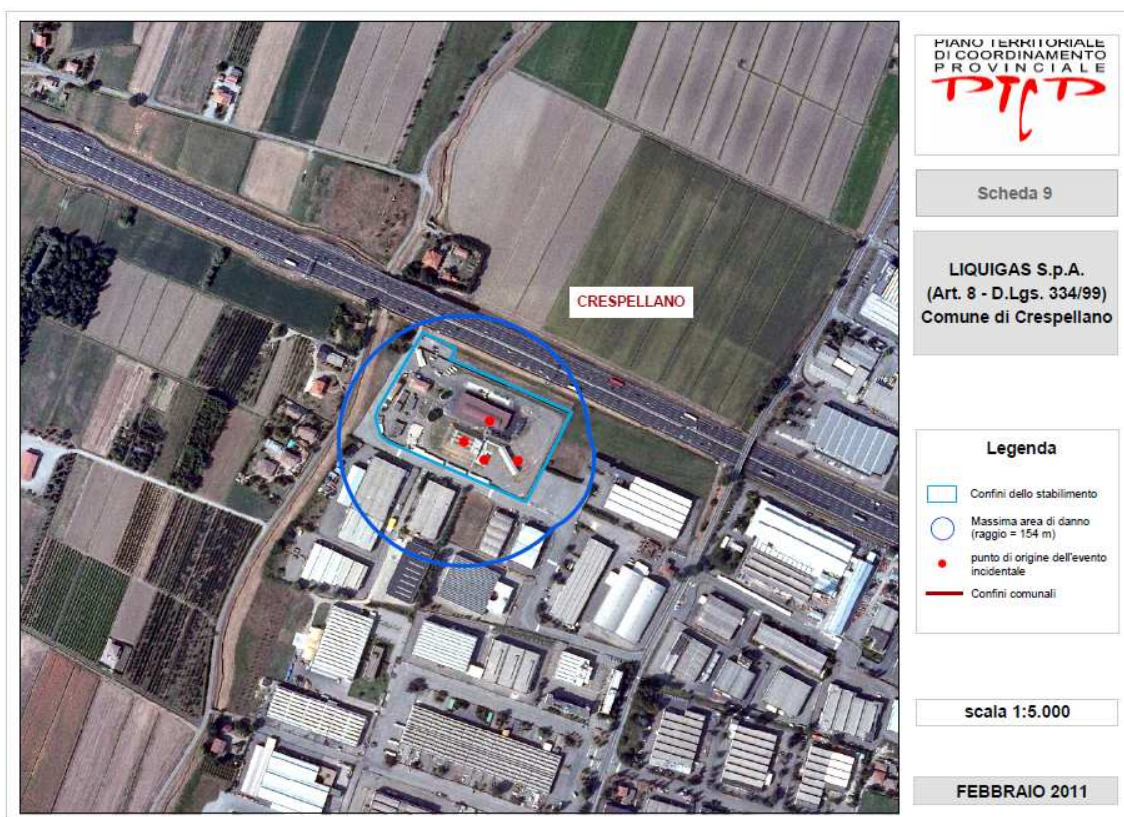 CRESPELLANO
PIANO TERRITORIALE
DI COORDINAMENTO
PROVINCIALE
PTCP
Scheda 9
LIQUIGAS S.p.A.
(Art. 8 - D.Lgs. 334/99)
Comune di Crespellano
Legenda
Confini dello stabilimento
Massima area di danno
(raggio = 154 m)
punto di origine dell'evento
incidentale
Confini comunali
scala 1:5.000
FEBBRAIO 2011